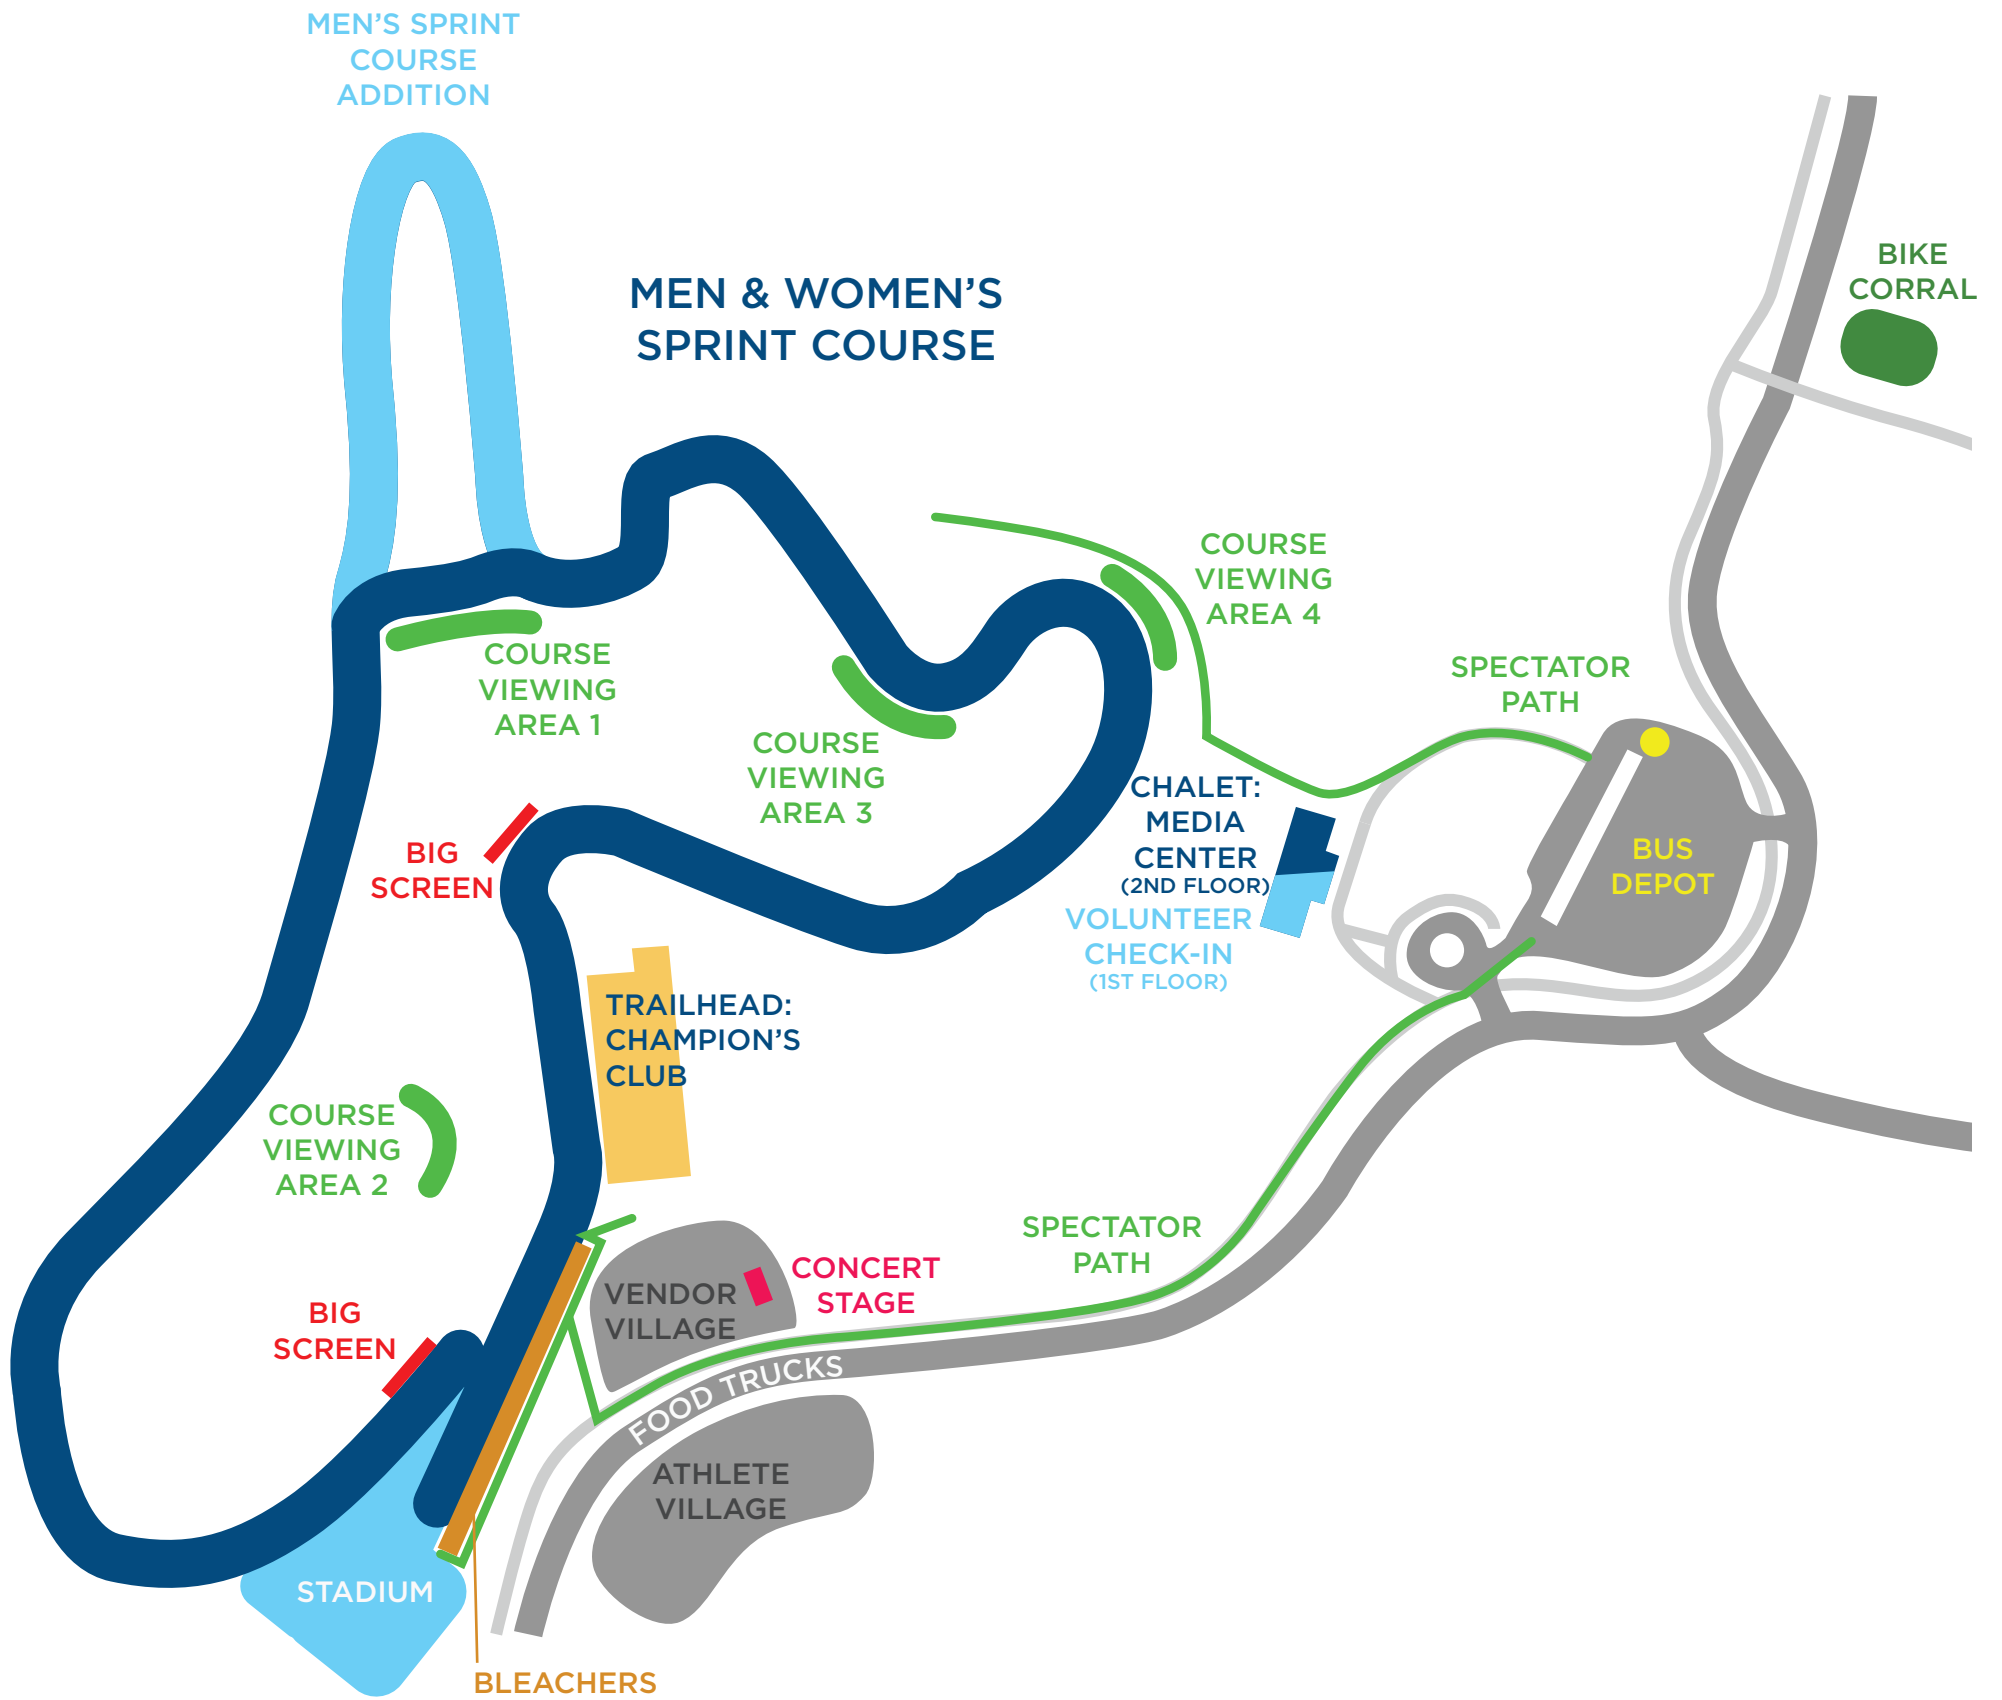 MEN’S SPRINT
COURSE
ADDITION
MEN & WOMEN’S
SPRINT COURSE
BIKE
CORRAL
COURSE
VIEWING
AREA 4
COURSE
VIEWING
AREA 1
SPECTATOR
PATH
COURSE
VIEWING
AREA 3
CHALET:
MEDIA
CENTER
(2ND FLOOR)
VOLUNTEER
CHECK-IN
(1ST FLOOR)
BUS
DEPOT
BIG
SCREEN
TRAILHEAD:
CHAMPION’S
CLUB
COURSE
VIEWING
AREA 2
SPECTATOR
PATH
CONCERT
STAGE
VENDOR
VILLAGE
BIG
SCREEN
FOOD TRUCKS
ATHLETE
VILLAGE
STADIUM
BLEACHERS